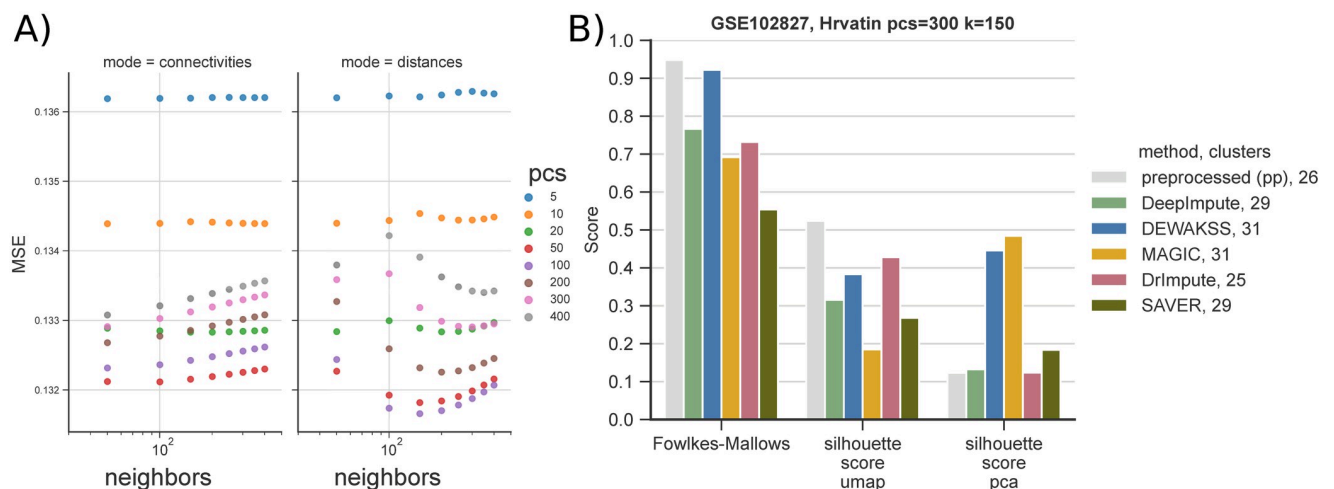 A)
mode = connectivities
mode = distances
MSE
0.136
0.135
0.134
0.133
0.132
10²
10²
neighbors
neighbors
pcs
5
10
20
50
100
200
300
400
B)
GSE102827, Hrvatin pcs=300 k=150
Score
1.0
0.9
0.8
0.7
0.6
0.5
0.4
0.3
0.2
0.1
0.0
Fowlkes-Mallows
silhouette
score
umap
silhouette
score
pca
method, clusters
preprocessed (pp), 26
DeepImpute, 29
DEWAKSS, 31
MAGIC, 31
DrImpute, 25
SAVER, 29